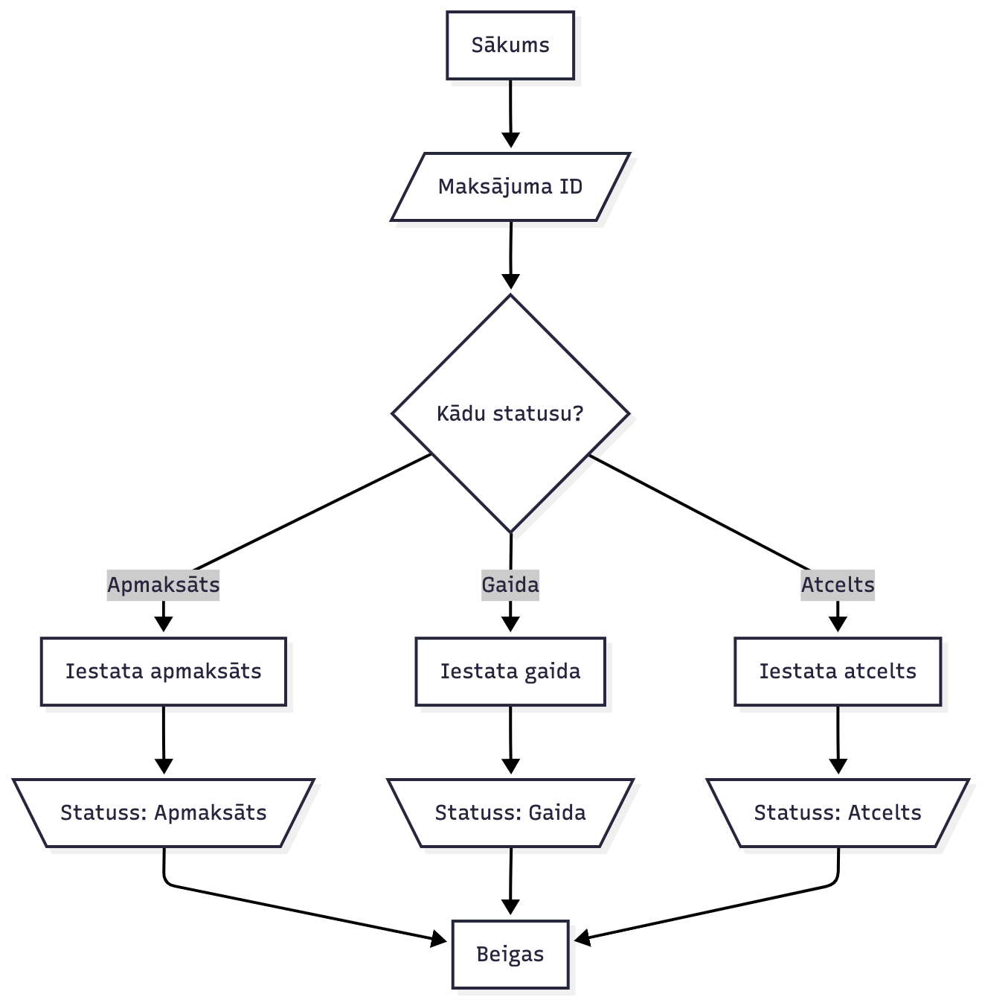 Sākums
Maksājuma ID
Kādu statusu?
Apmaksāts
Gaida
Atcelts
Iestata apmaksāts
Iestata gaida
Iestata atcelts
Statuss: Apmaksāts
Statuss: Gaida
Statuss: Atcelts
Beigas